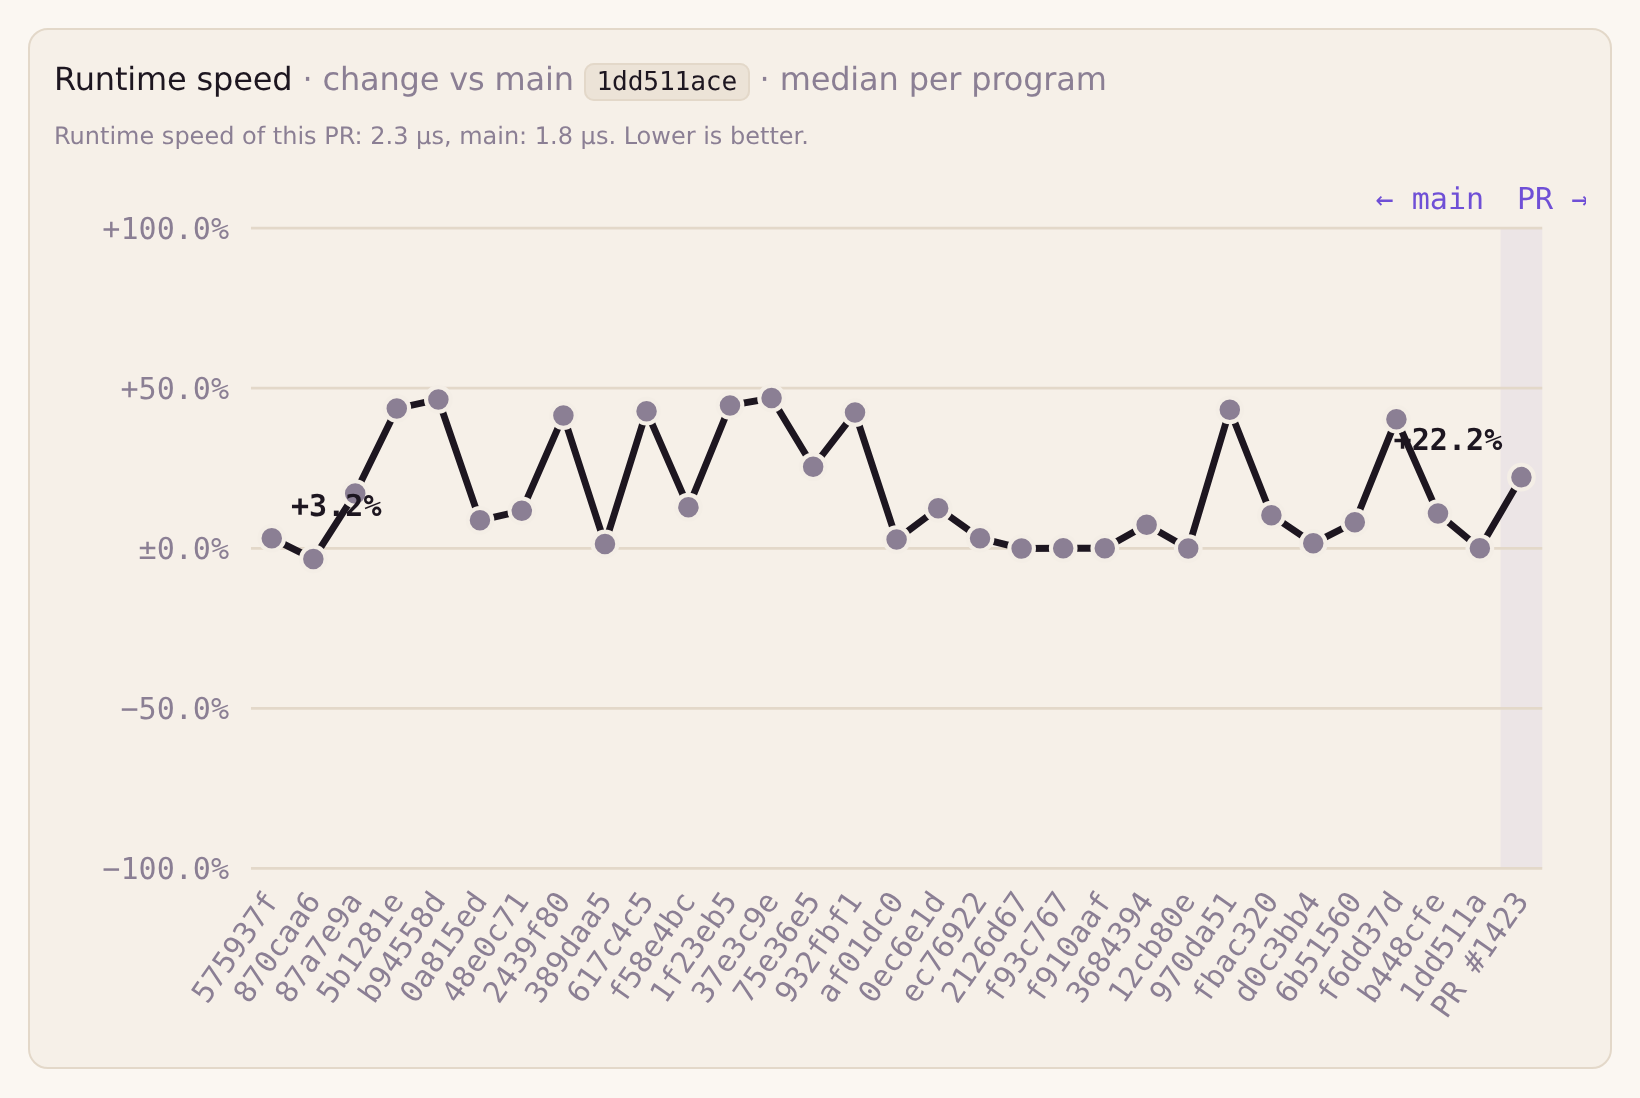 Runtime speed · change vs main 1dd511ace · median per program
Runtime speed of this PR: 2.3 µs, main: 1.8 µs. Lower is better.
← main PR →
+100.0%
+50.0%
±0.0%
−50.0%
−100.0%
+3.2%
+22.2%
575937f
870caa6
87a7e9a
5b1281e
b94558d
0a815ed
48e0c71
2439f80
389daa5
617c4c5
f58e4bc
1f23eb5
37e3c9e
75e36e5
932fbf1
af01dc0
0ec6e1d
ec76922
2126d67
f93c767
f910aaf
3684394
12cb80e
970da51
fbac320
d0c3bb4
6b51560
f6dd37d
b448cfe
1dd511a
PR #1423